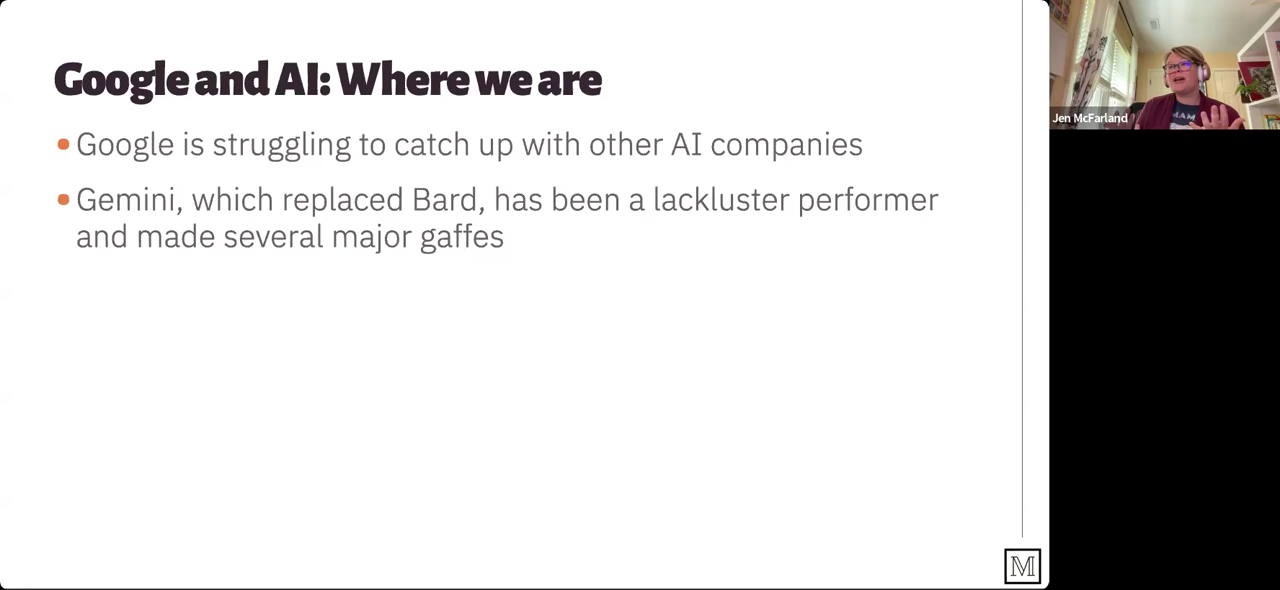 Google and AI: Where we are
Google is struggling to catch up with other AI companies
Gemini, which replaced Bard, has been a lackluster performer
and made several major gaffes
Jen McFarland
M